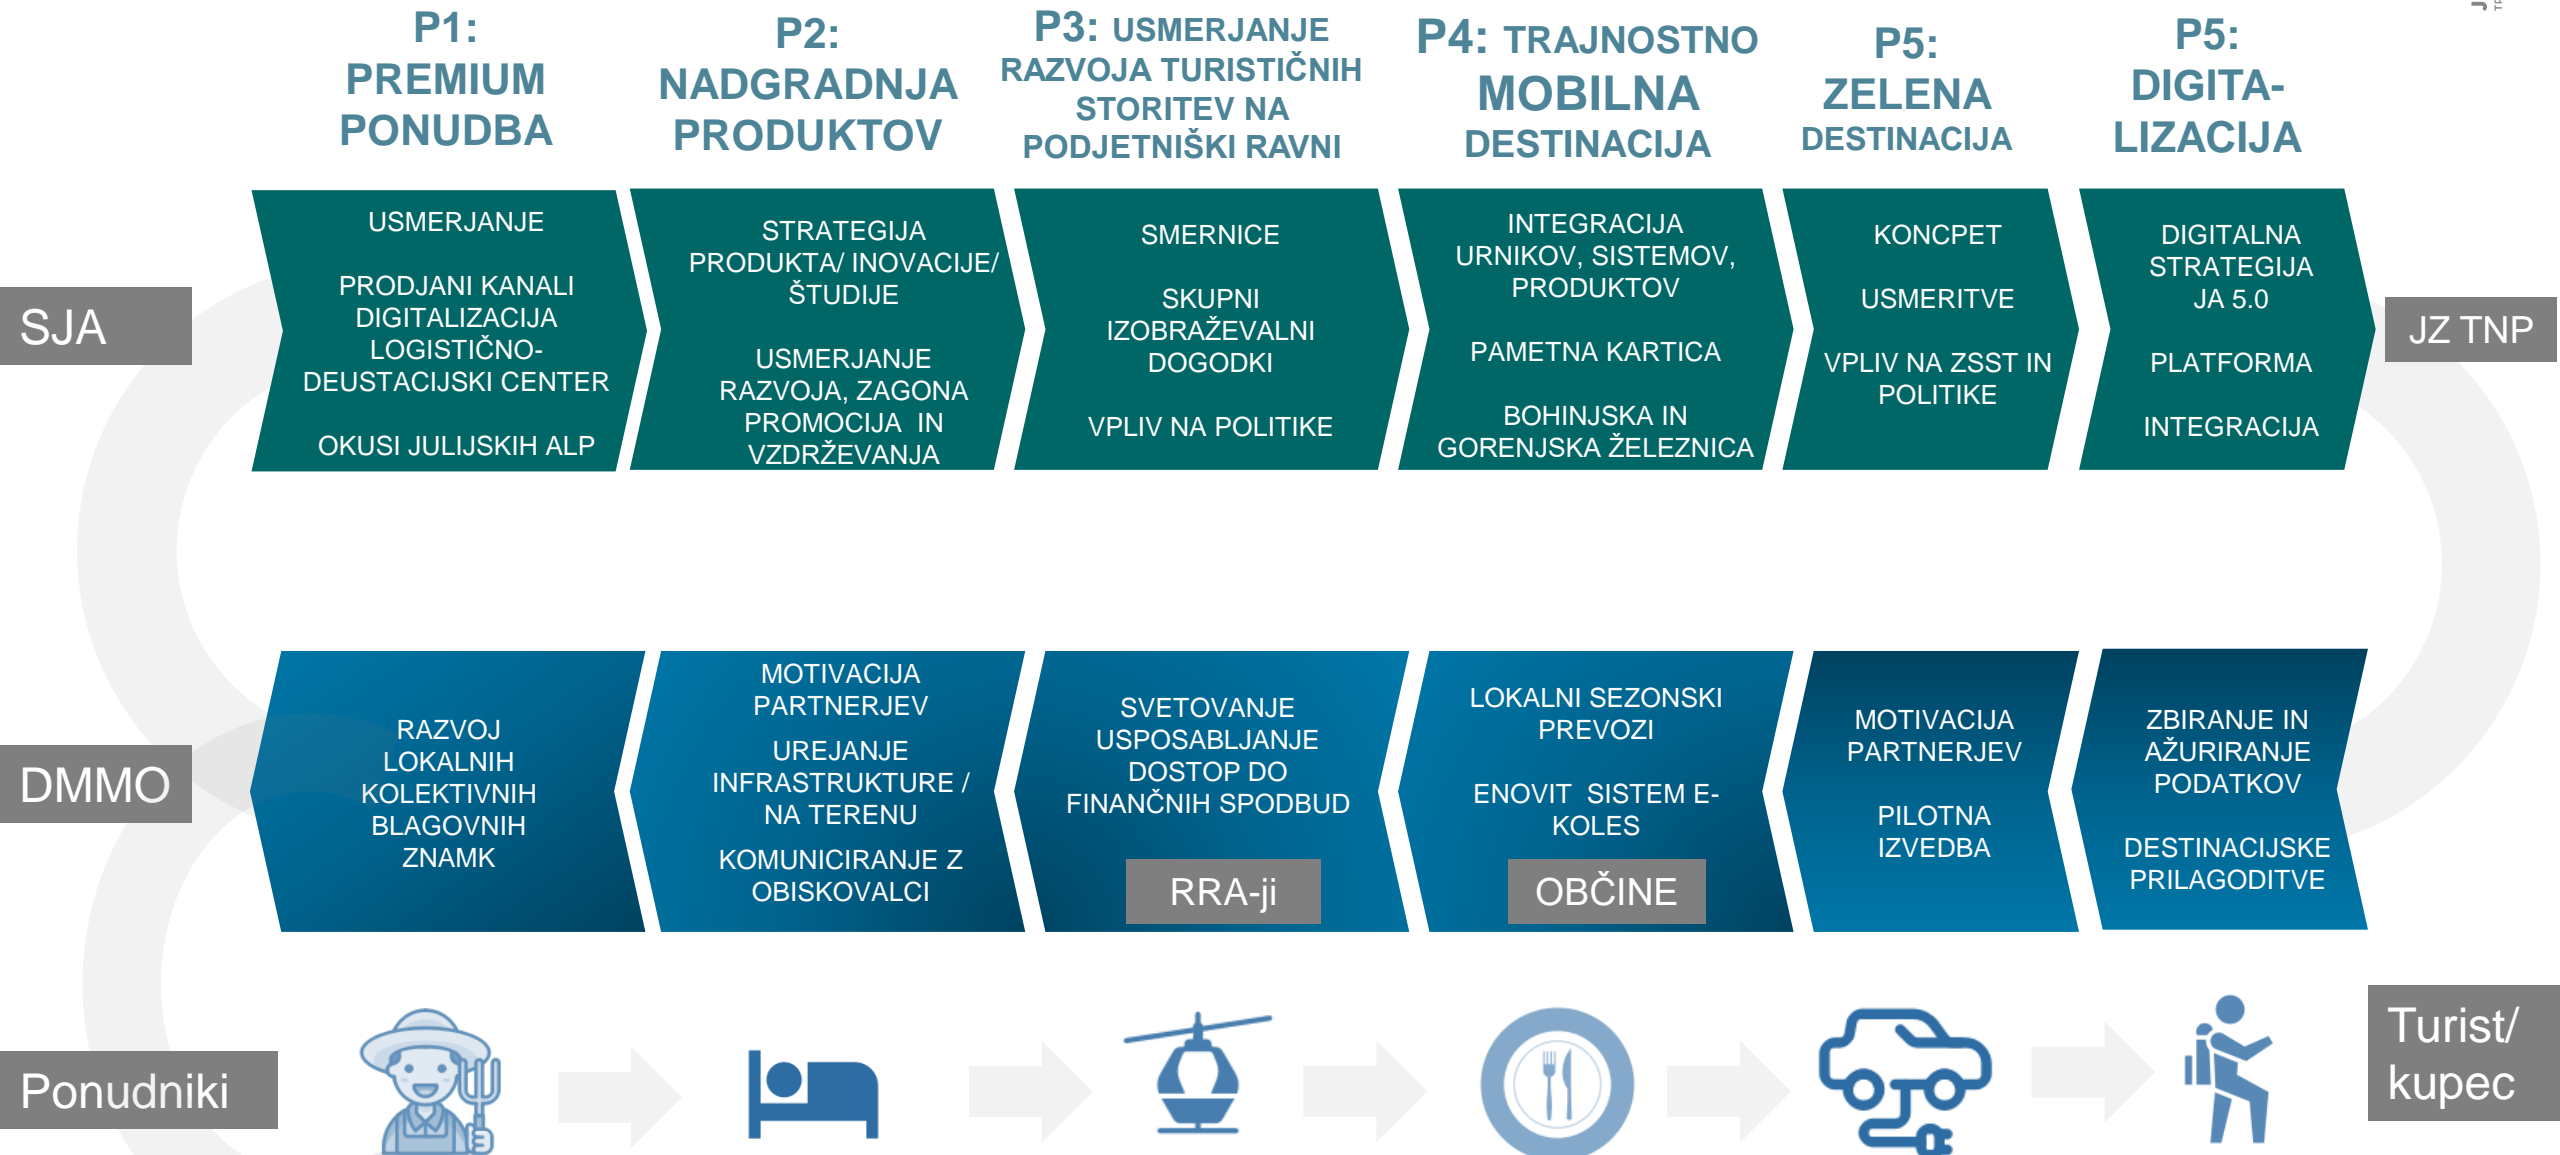 P1:
PREMIUM
PONUDBA
P2:
NADGRADNJA
PRODUKTOV
P3: USMERJANJE
RAZVOJA TURISTIČNIH
STORITEV NA
PODJETNIŠKI RAVNI
P4: TRAJNOSTNO
MOBILNA
DESTINACIJA
P5:
ZELENA
DESTINACIJA
P5:
DIGITA-
LIZACIJA
SJA
USMERJANJE
PRODJANI KANALI
DIGITALIZACIJA
LOGISTIČNO-
DEUSTACIJSKI CENTER
OKUSI JULIJSKIH ALP
STRATEGIJA
PRODUKTA/ INOVACIJE/
ŠTUDIJE
USMERJANJE
RAZVOJA, ZAGONA
PROMOCIJA IN
VZDRŽEVANJA
SMERNICE
SKUPNI
IZOBRAŽEVALNI
DOGODKI
VPLIV NA POLITIKE
INTEGRACIJA
URNIKOV, SISTEMOV,
PRODUKTOV
PAMETNA KARTICA
BOHINJSKA IN
GORENJSKA ŽELEZNICA
KONCPET
USMERITVE
VPLIV NA ZSST IN
POLITIKE
DIGITALNA
STRATEGIJA
JA 5.0
PLATFORMA
INTEGRACIJA
JZ TNP
DMMO
RAZVOJ
LOKALNIH
KOLEKTIVNIH
BLAGOVNIH
ZNAMK
MOTIVACIJA
PARTNERJEV
UREJANJE
INFRASTRUKTURE /
NA TERENU
KOMUNICIRANJE Z
OBISKOVALCI
SVETOVANJE
USPOSABLJANJE
DOSTOP DO
FINANČNIH SPODBUD
RRA-ji
LOKALNI SEZONSKI
PREVOZI
ENOVIT SISTEM E-
KOLES
OBČINE
MOTIVACIJA
PARTNERJEV
PILOTNA
IZVEDBA
ZBIRANJE IN
AŽURIRANJE
PODATKOV
DESTINACIJSKE
PRILAGODITVE
Ponudniki
Turist/
kupec